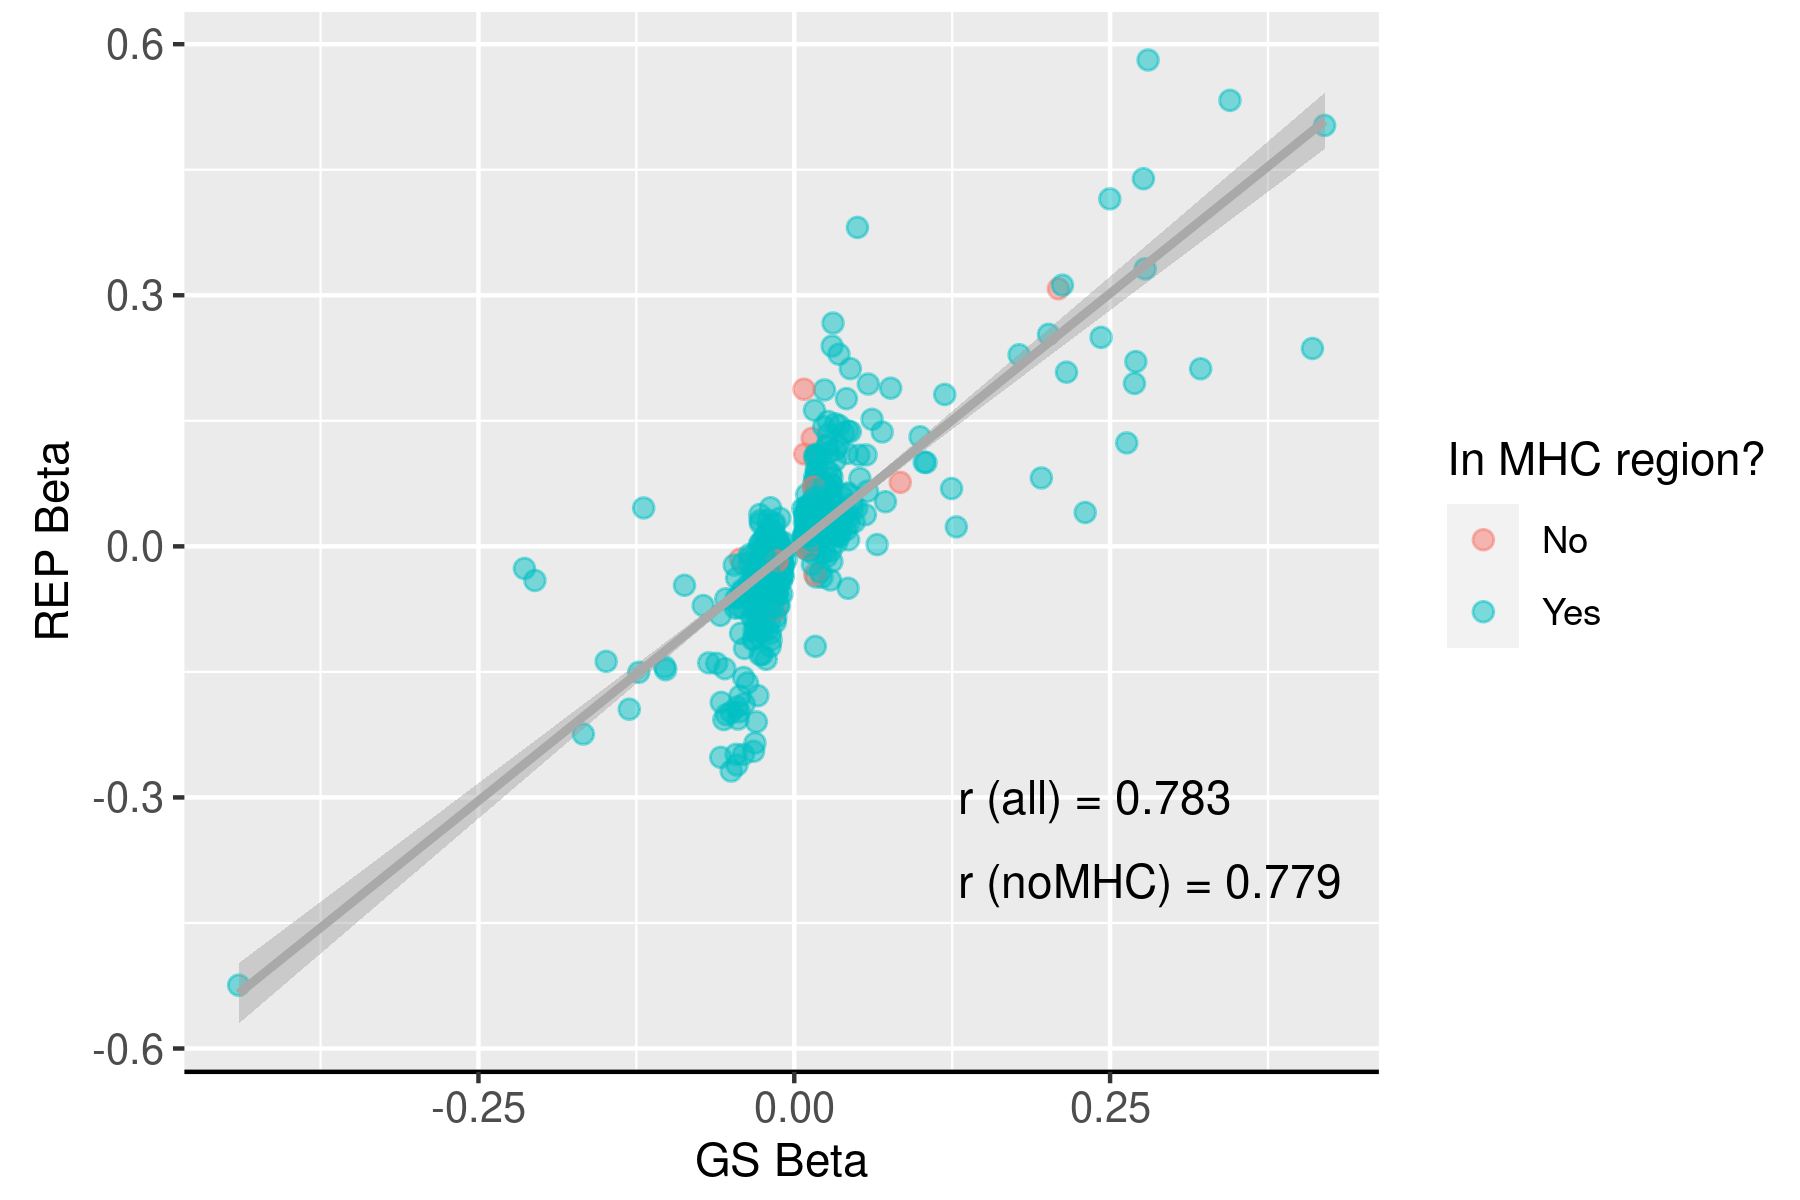 0.6
0.3
0.0
-0.3
-0.6
REP Beta
-0.25
0.00
0.25
GS Beta
r (all) = 0.783
r (noMHC) = 0.779
In MHC region?
No
Yes